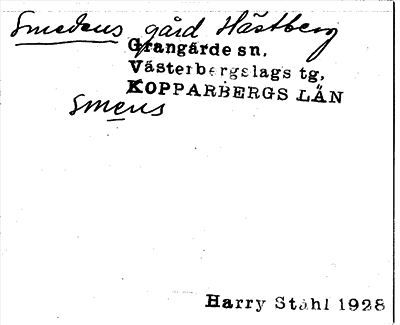 Smedens gård Hästberg
Grangärde sn.
Västerbergslags tg,
KOPPARBERGS LÄN
Smens
Harry Ståhl 1928